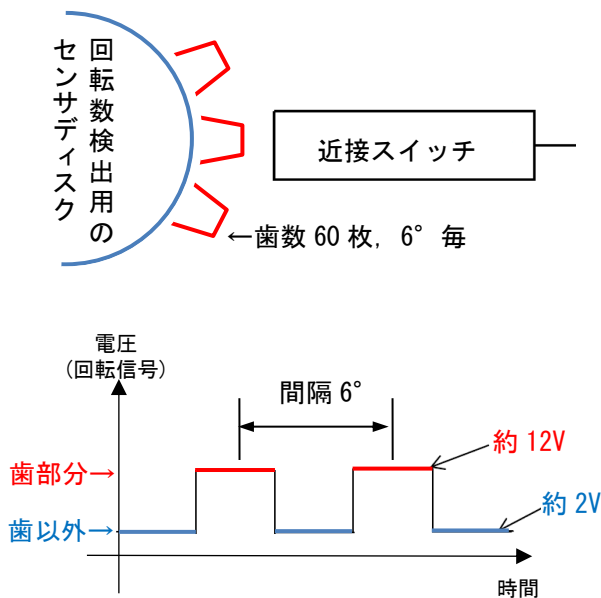 回転数検出用の
センサディスク
近接スイッチ
←歯数 60 枚，6° 毎
電圧
(回転信号)
間隔 6°
約 12V
歯部分→
歯以外→
約 2V
時間